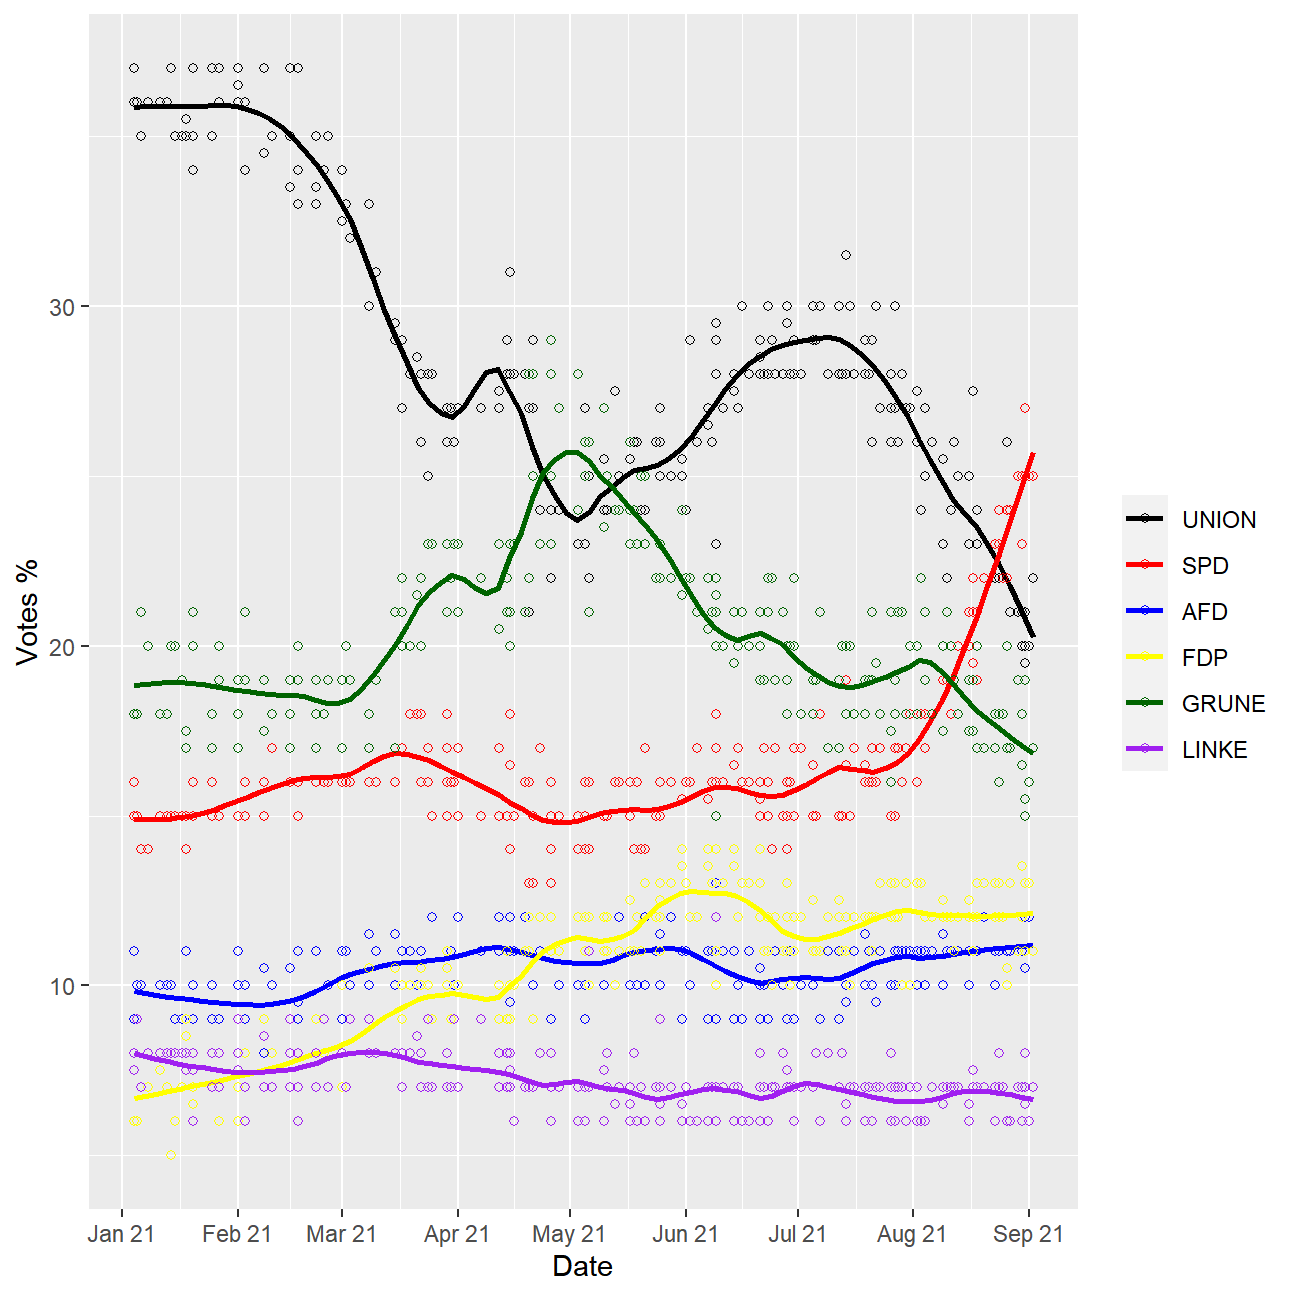 Votes %
30
20
10
Jan 21 Feb 21 Mar 21 Apr 21 May 21 Jun 21 Jul 21 Aug 21 Sep 21
Date
UNION
SPD
AFD
FDP
GRUNE
LINKE